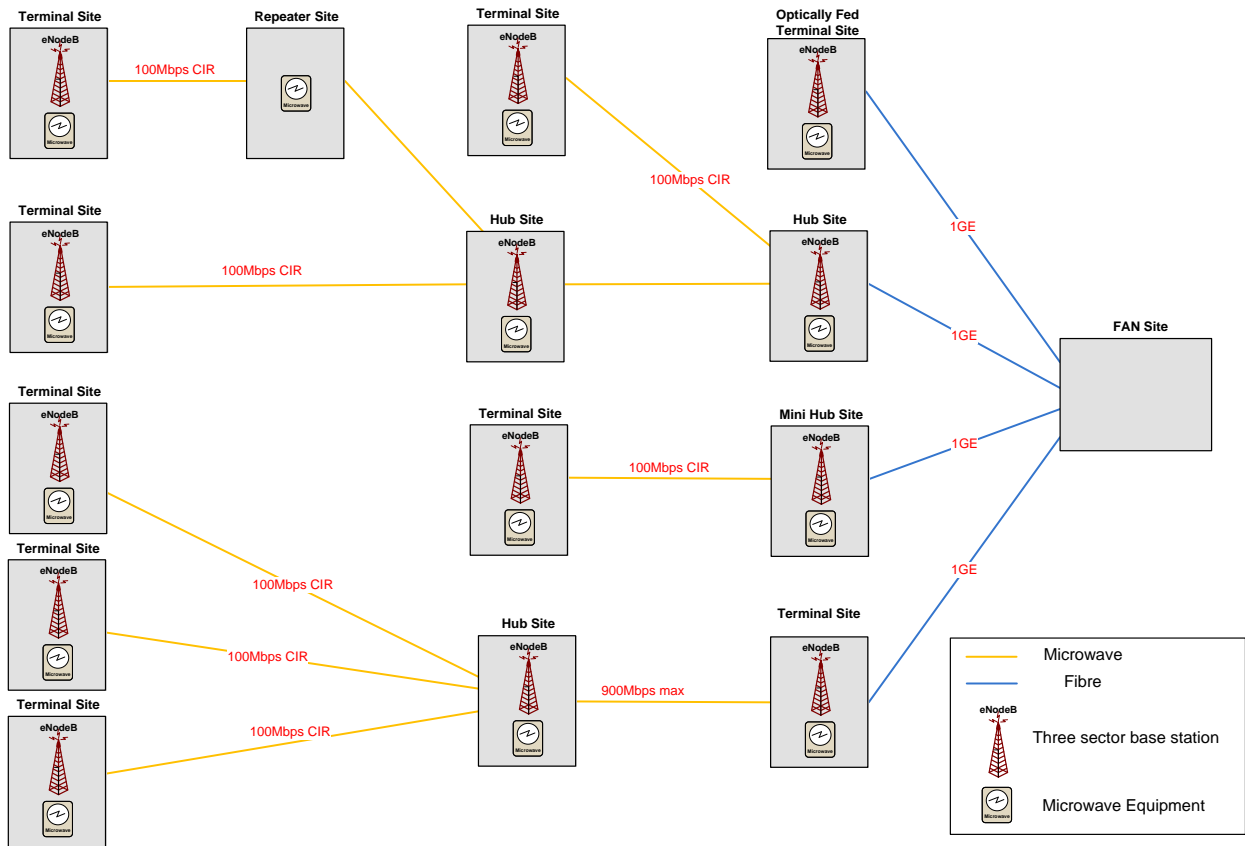 Terminal Site
eNodeB
Microwave
100Mbps CIR
Repeater Site
Microwave
Terminal Site
eNodeB
Microwave
100Mbps CIR
Optically Fed
Terminal Site
eNodeB
Microwave
1GE
Terminal Site
eNodeB
Microwave
100Mbps CIR
Hub Site
eNodeB
Microwave
Hub Site
eNodeB
Microwave
1GE
FAN Site
Terminal Site
eNodeB
Microwave
100Mbps CIR
Terminal Site
eNodeB
Microwave
100Mbps CIR
Mini Hub Site
eNodeB
Microwave
1GE
Terminal Site
eNodeB
Microwave
100Mbps CIR
Terminal Site
eNodeB
Microwave
100Mbps CIR
Hub Site
eNodeB
Microwave
900Mbps max
Terminal Site
eNodeB
Microwave
1GE
Microwave
Fibre
eNodeB
Three sector base station
Microwave
Microwave Equipment